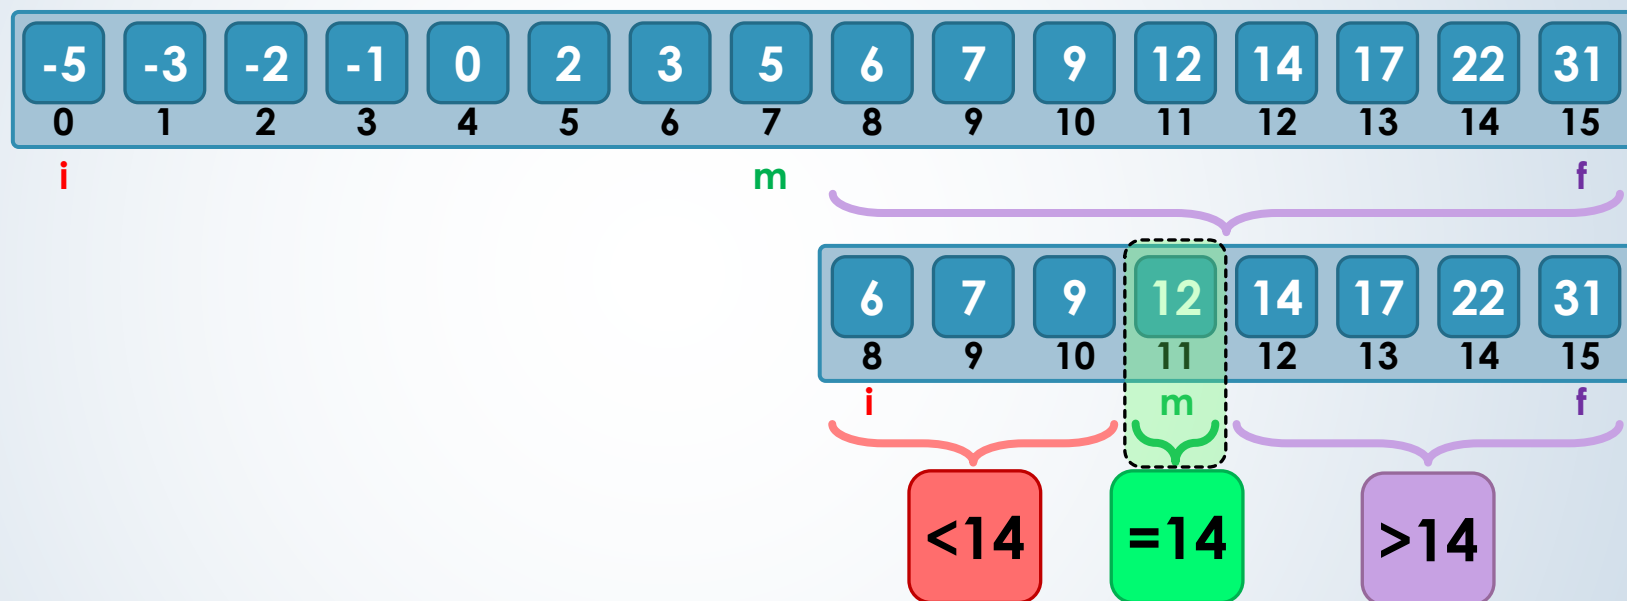 -5 -3 -2 -1 0 2 3 5 6 7 9 12 14 17 22 31
0 1 2 3 4 5 6 7 8 9 10 11 12 13 14 15
i m f
6 7 9 12 14 17 22 31
8 9 10 11 12 13 14 15
i m f
<14 =14 >14